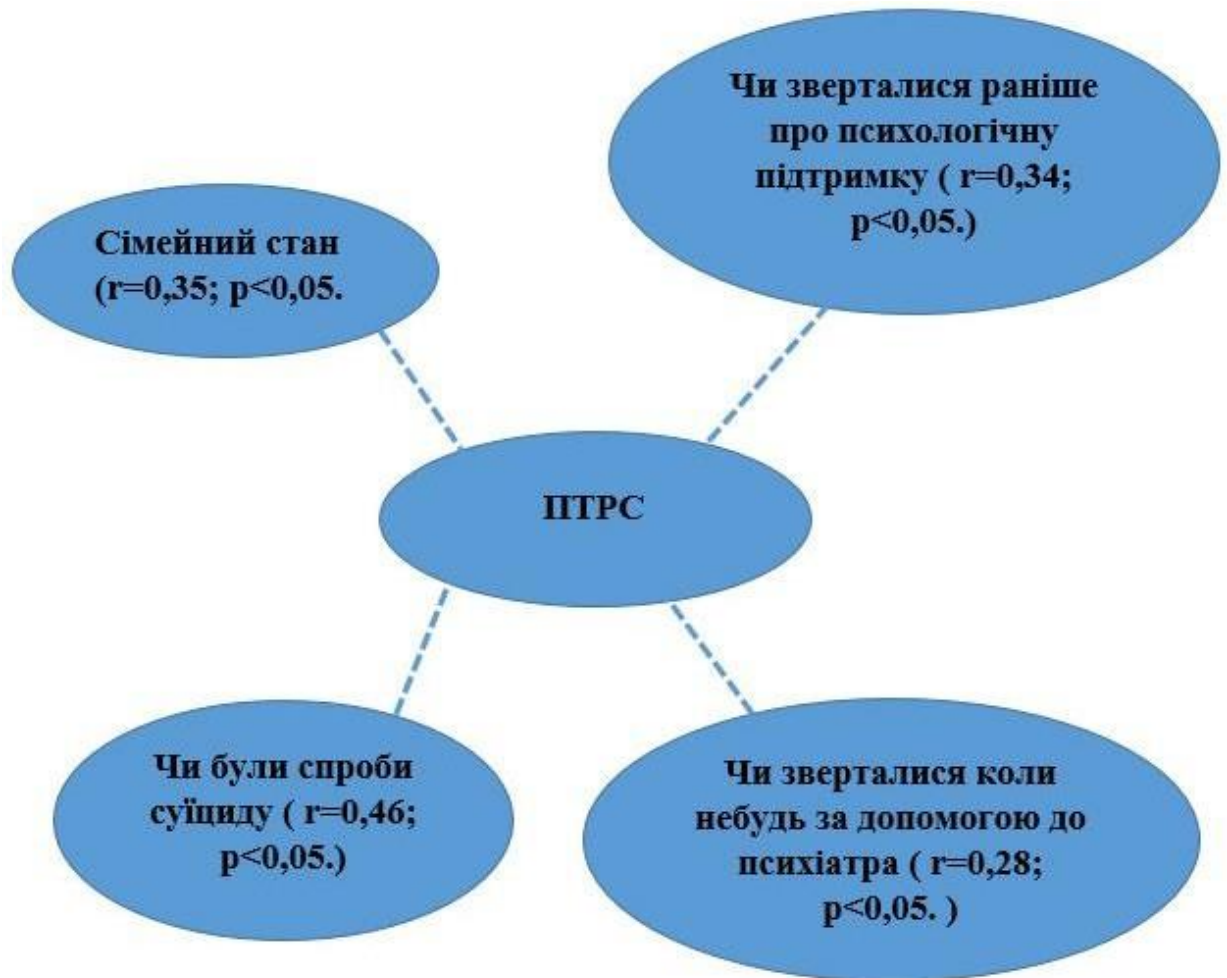 Чи зверталися раніше
про психологічну
підтримку ( r=0,34;
p<0,05.)
Сімейний стан
(r=0,35; p<0,05.
ПТРС
Чи були спроби
суїциду ( r=0,46;
p<0,05.)
Чи зверталися коли
небудь за допомогою до
психіатра ( r=0,28;
p<0,05. )